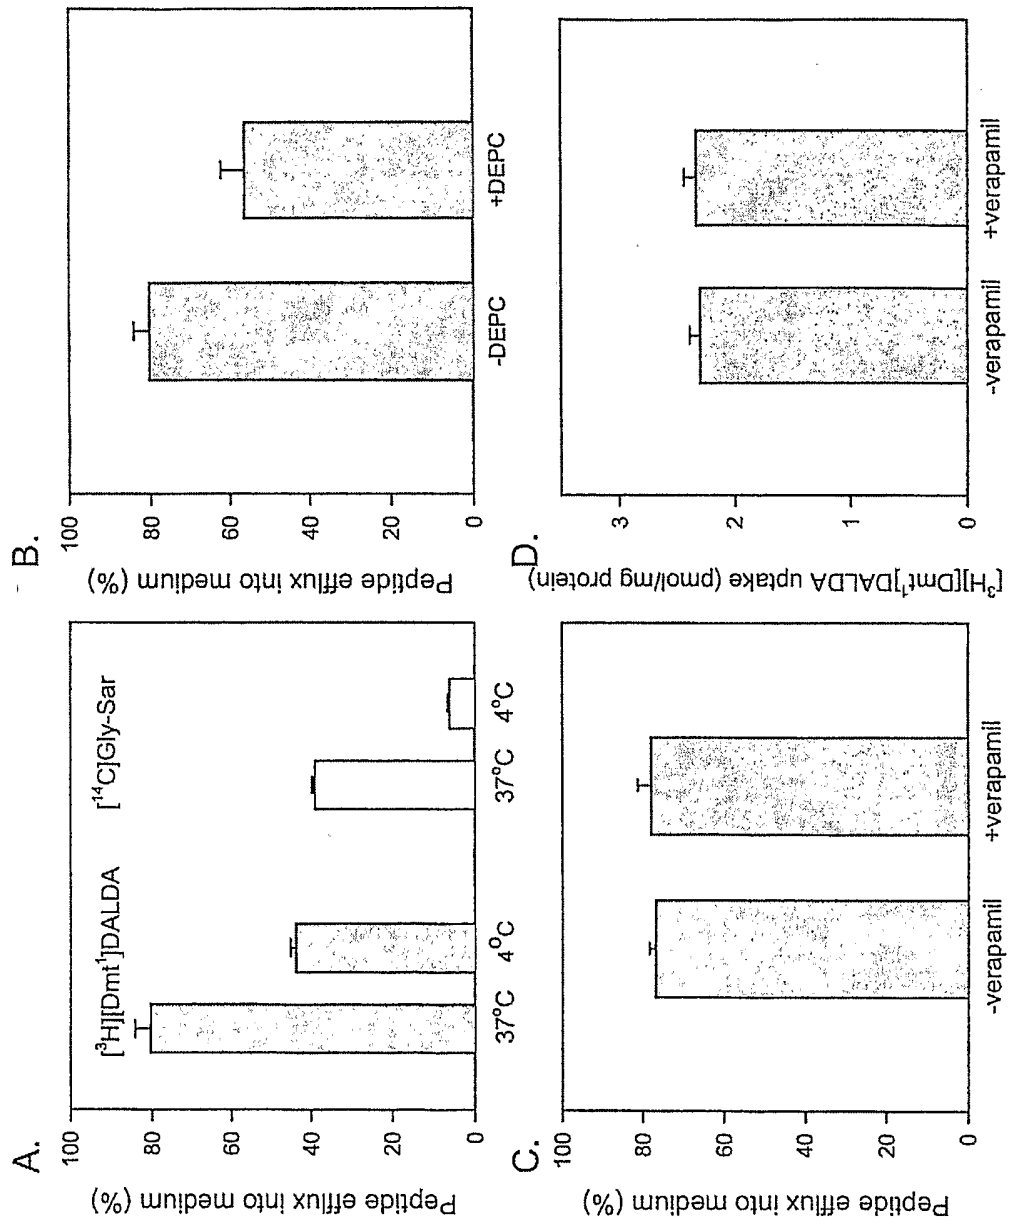 A.
Peptide efflux into medium (%)
100
80
60
40
20
0
[³H][Dmt¹]DALDA
[¹⁴C]Gly-Sar
37°C
4°C
37°C
4°C
B.
Peptide efflux into medium (%)
100
80
60
40
20
0
-DEPC
+DEPC
C.
Peptide efflux into medium (%)
100
80
60
40
20
0
-verapamil
+verapamil
D.
[³H][Dmt¹]DALDA uptake (pmol/mg protein)
3
2
1
0
-verapamil
+verapamil